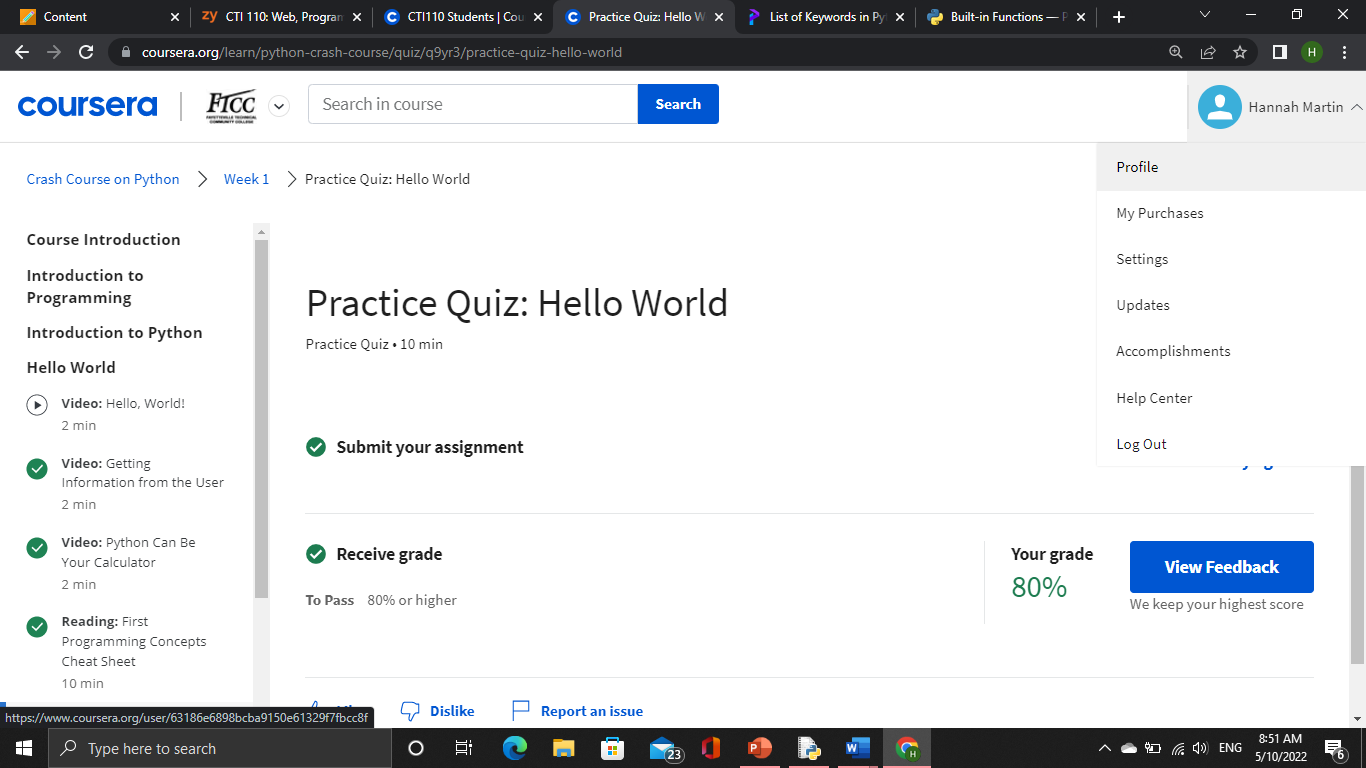 Content
zy CTI 110: Web, Program
CTI110 Students | Cou
Practice Quiz: Hello W
List of Keywords in Py
Built-in Functions — P
coursera.org/learn/python-crash-course/quiz/q9yr3/practice-quiz-hello-world
H
coursera
FTCC
FAYETTEVILLE TECHNICAL
COMMUNITY COLLEGE
Search in course
Search
Hannah Martin
Crash Course on Python
Week 1
Practice Quiz: Hello World
Profile
My Purchases
Settings
Updates
Accomplishments
Help Center
Log Out
Course Introduction
Introduction to
Programming
Introduction to Python
Hello World
Video: Hello, World!
2 min
Video: Getting
Information from the User
2 min
Video: Python Can Be
Your Calculator
2 min
Reading: First
Programming Concepts
Cheat Sheet
10 min
Practice Quiz: Hello World
Practice Quiz • 10 min
Submit your assignment
Receive grade
To Pass 80% or higher
Your grade
80%
View Feedback
We keep your highest score
Dislike
Report an issue
https://www.coursera.org/user/63186e6898bcba9150e61329f7fbcc8f
Type here to search
23
H
ENG
8:51 AM
5/10/2022
6